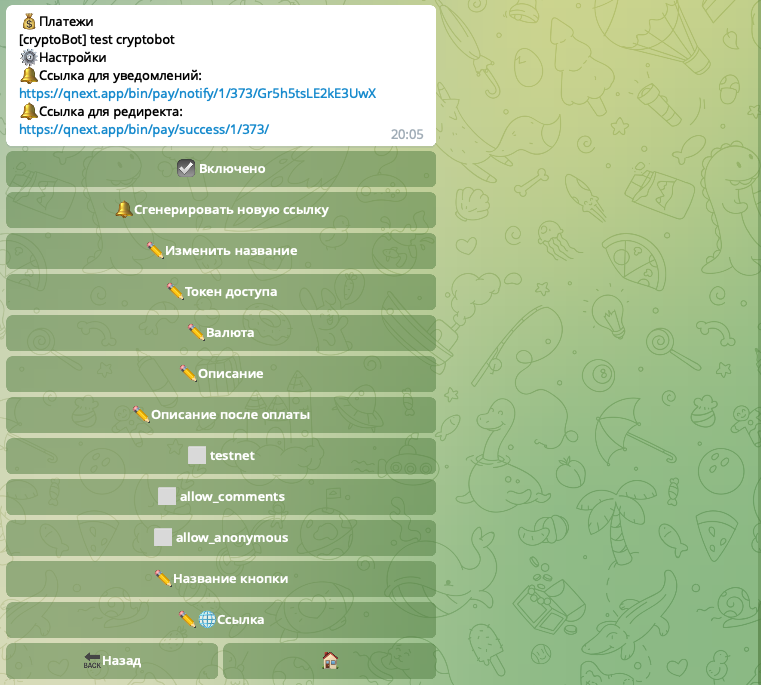 💰Платежи
[cryptoBot] test cryptobot
⚙️Настройки
🔔Ссылка для уведомлений:
https://qnext.app/bin/pay/notify/1/373/Gr5h5tsLE2kE3UwX
🔔Ссылка для редиректа:
https://qnext.app/bin/pay/success/1/373/
20:05
☑️ Включено
🔔Сгенерировать новую ссылку
✏️Изменить название
✏️Токен доступа
✏️Валюта
✏️Описание
✏️Описание после оплаты
⬜ testnet
⬜ allow_comments
⬜ allow_anonymous
✏️Название кнопки
✏️🌐Ссылка
🔙Назад
🏠